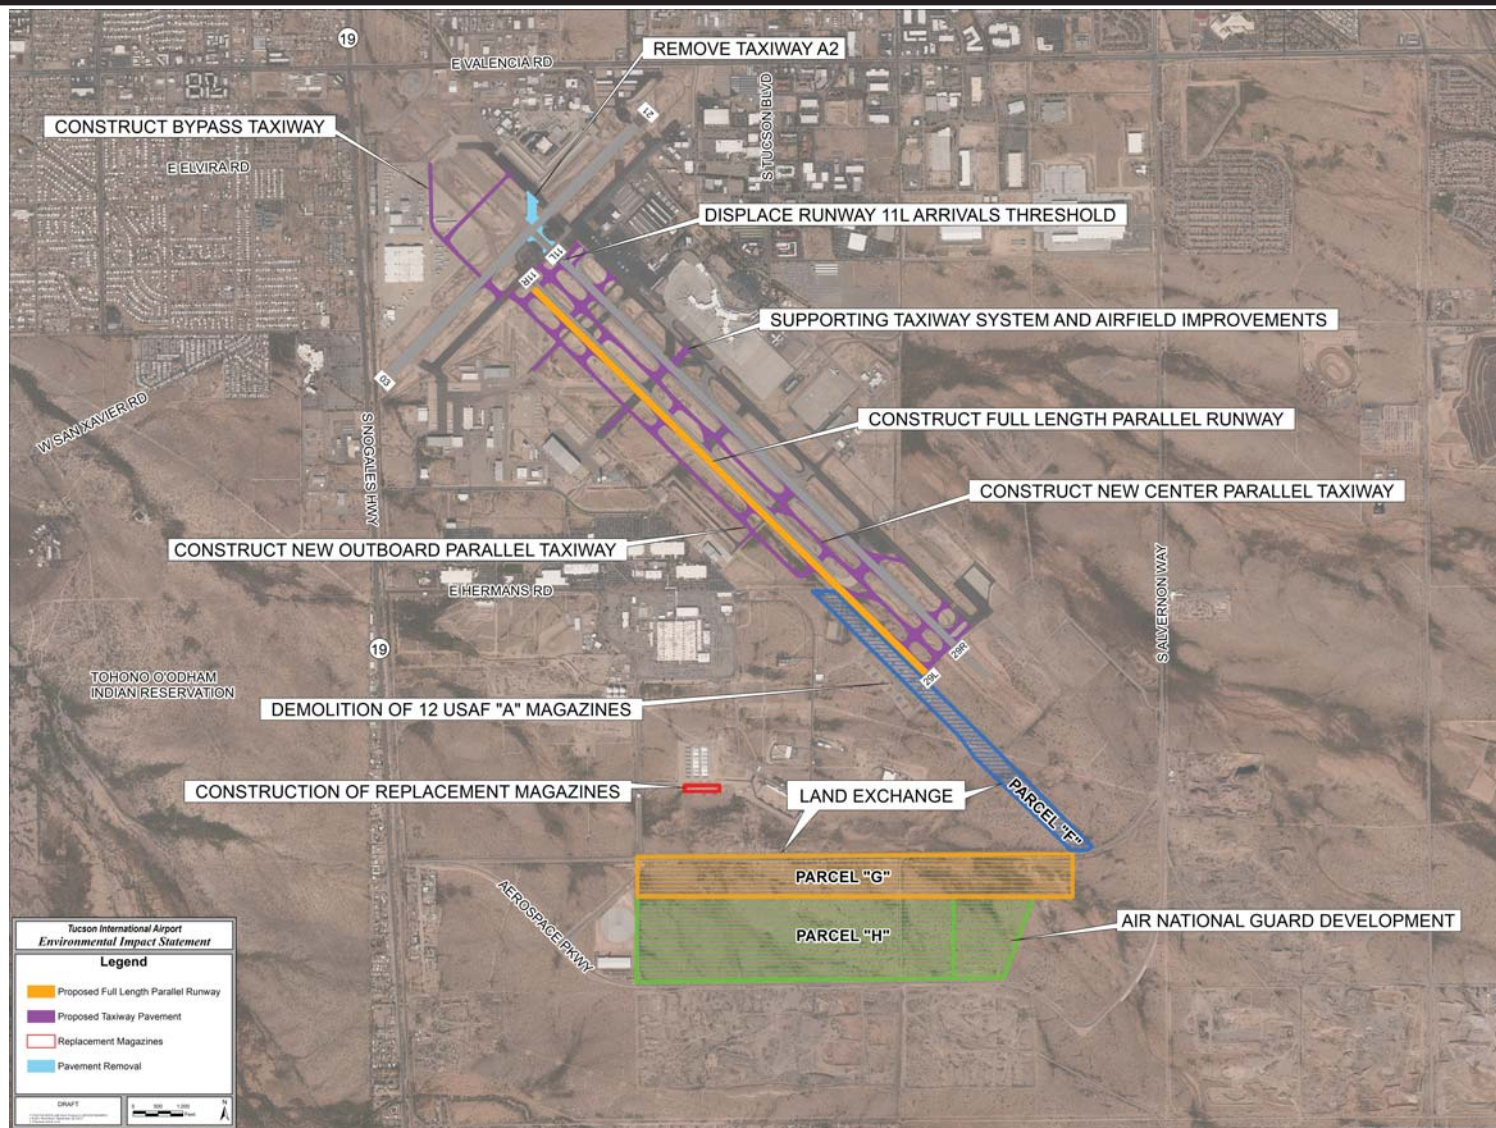 19
REMOVE TAXIWAY A2
E VALENCIA RD
S TUCSON BLVD
21
CONSTRUCT BYPASS TAXIWAY
E ELVIRA RD
DISPLACE RUNWAY 11L ARRIVALS THRESHOLD
11L
11R
SUPPORTING TAXIWAY SYSTEM AND AIRFIELD IMPROVEMENTS
03
W SAN XAVIER RD
S NOGALES HWY
CONSTRUCT FULL LENGTH PARALLEL RUNWAY
CONSTRUCT NEW CENTER PARALLEL TAXIWAY
CONSTRUCT NEW OUTBOARD PARALLEL TAXIWAY
E HERMANS RD
S ALVERNON WAY
19
29R
29L
TOHONO O'ODHAM
INDIAN RESERVATION
DEMOLITION OF 12 USAF "A" MAGAZINES
CONSTRUCTION OF REPLACEMENT MAGAZINES
LAND EXCHANGE
PARCEL "F"
PARCEL "G"
AEROSPACE PKWY
PARCEL "H"
AIR NATIONAL GUARD DEVELOPMENT
Tucson International Airport
Environmental Impact Statement
Legend
Proposed Full Length Parallel Runway
Proposed Taxiway Pavement
Replacement Magazines
Pavement Removal
DRAFT
N
Feet